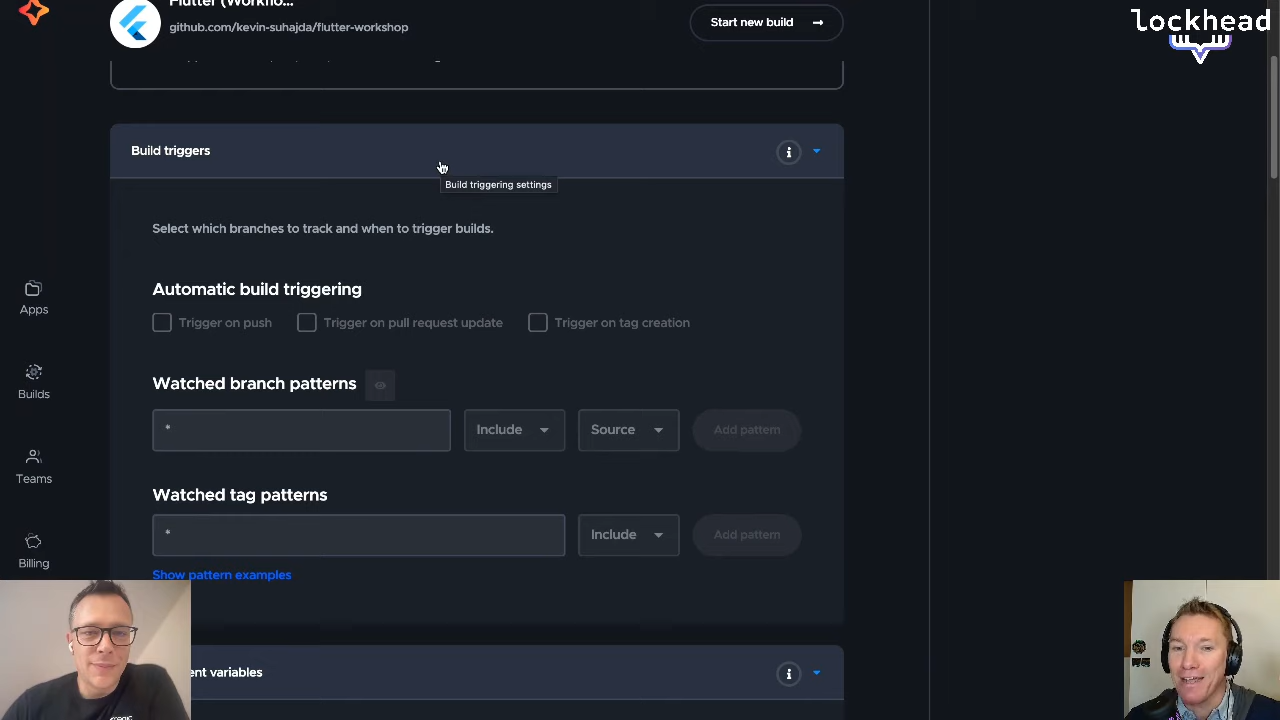 Flutter (Workflo...
github.com/kevin-suhajda/flutter-workshop
Start new build
lockhead
Build triggers
i
Build triggering settings
Select which branches to track and when to trigger builds.
Automatic build triggering
Trigger on push
Trigger on pull request update
Trigger on tag creation
Apps
Builds
Watched branch patterns
*
Include
Source
Add pattern
Teams
Watched tag patterns
*
Include
Add pattern
Billing
Show pattern examples
ent variables
i